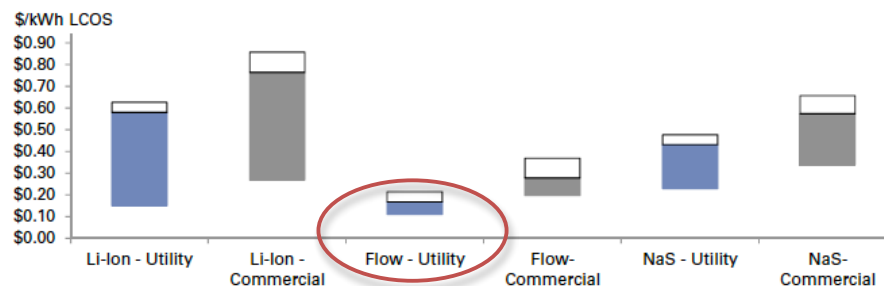 $/kWh LCOS
$0.90
$0.80
$0.70
$0.60
$0.50
$0.40
$0.30
$0.20
$0.10
$0.00
Li-Ion - Utility
Li-Ion -
Commercial
Flow - Utility
Flow-
Commercial
NaS - Utility
NaS-
Commercial